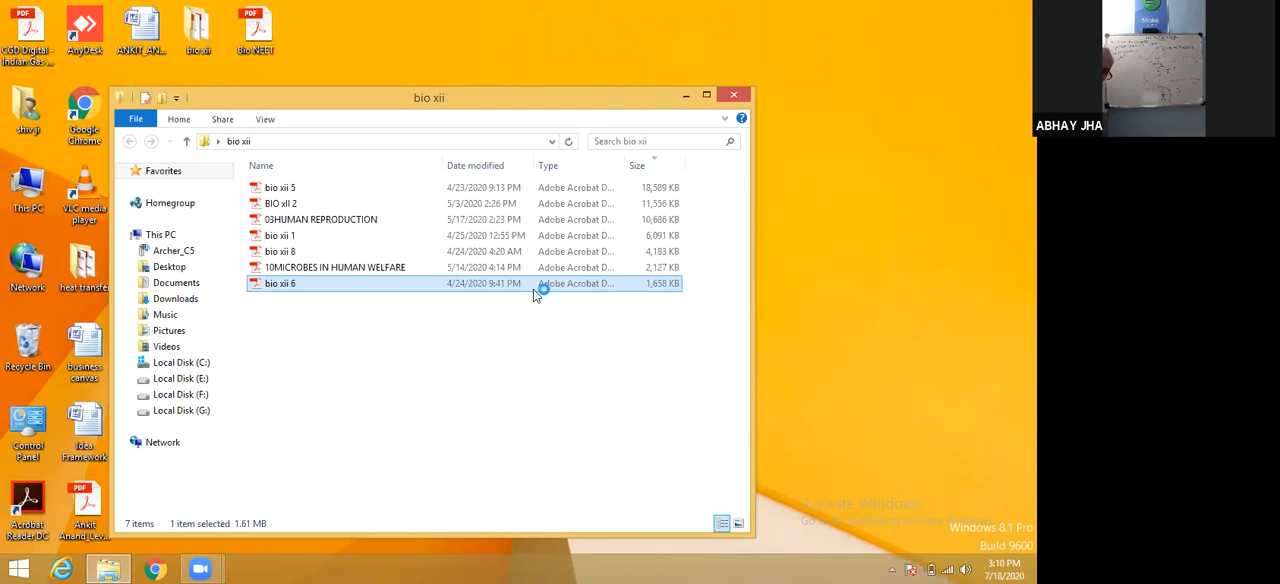 CGD Digital - Indian Gas ...
AnyDesk
ANKIT_AN...
bio xii
Bio NEET
shiv ji
Google Chrome
This PC
VLC media player
Network
heat transfer
Recycle Bin
business canvas
Control Panel
Idea Framework
Acrobat Reader DC
Ankit Anand_Lev...
PDF
PDF
PDF
bio xii
File Home Share View
bio xii
Search bio xii
Favorites
Homegroup
This PC
Archer_C5
Desktop
Documents
Downloads
Music
Pictures
Videos
Local Disk (C:)
Local Disk (E:)
Local Disk (F:)
Local Disk (G:)
Network
Name Date modified Type Size
bio xii 5 4/23/2020 9:13 PM Adobe Acrobat D... 18,589 KB
BIO xII 2 5/3/2020 2:26 PM Adobe Acrobat D... 11,556 KB
03HUMAN REPRODUCTION 5/17/2020 2:23 PM Adobe Acrobat D... 10,686 KB
bio xii 1 4/25/2020 12:55 PM Adobe Acrobat D... 6,091 KB
bio xii 8 4/24/2020 4:20 AM Adobe Acrobat D... 4,183 KB
10MICROBES IN HUMAN WELFARE 5/14/2020 4:14 PM Adobe Acrobat D... 2,127 KB
bio xii 6 4/24/2020 9:41 PM Adobe Acrobat D... 1,658 KB
7 items 1 item selected 1.61 MB
Make
ABHAY JHA
Activate Windows
Windows 8.1 Pro
Build 9600
3:10 PM
7/18/2020